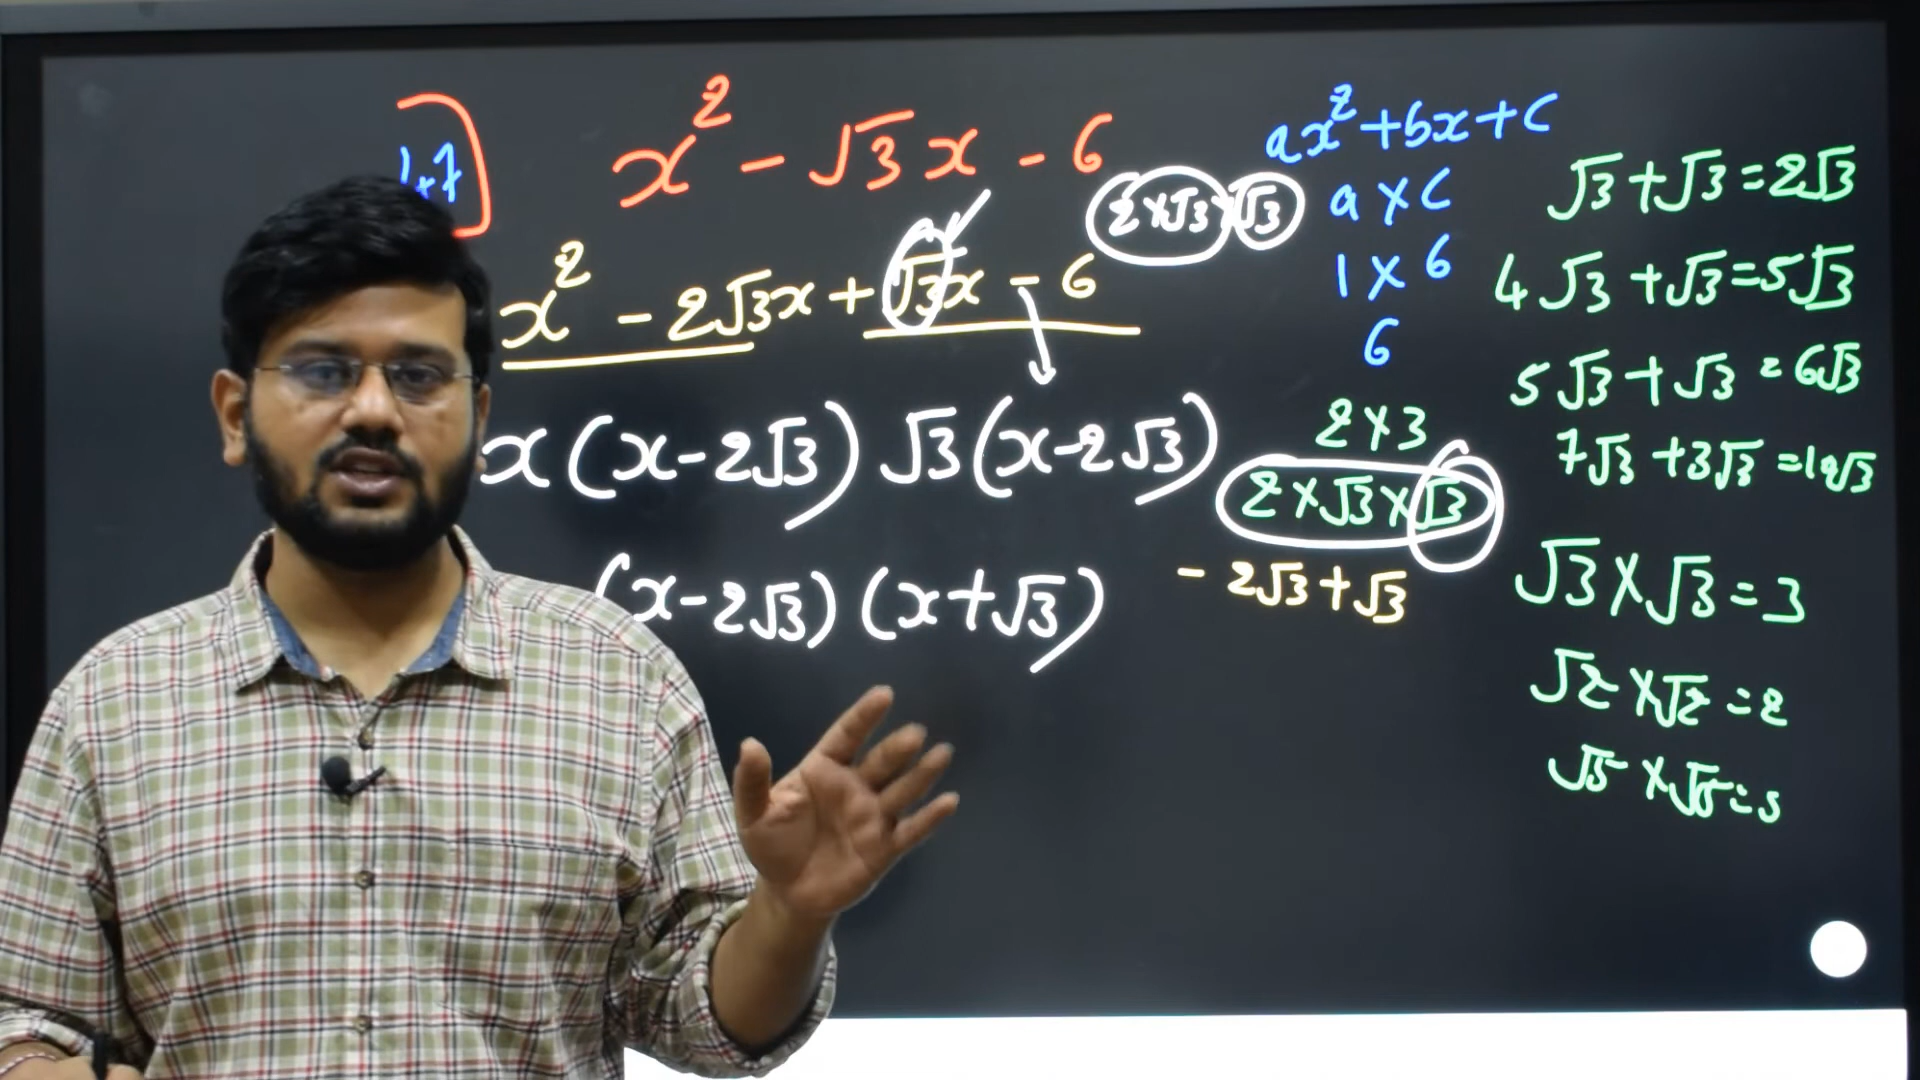 47
x² - √3x - 6
x² - 2√3x + √3x - 6
2×√3×√3
x(x-2√3) √3(x-2√3)
(x-2√3)(x+√3)
ax²+bx+c
a×c
1×6
6
2×3
2×√3×√3
- 2√3+√3
√3+√3=2√3
4√3+√3=5√3
5√3+√3=6√3
7√3+3√3=10√3
√3×√3=3
√2×√2=2
√5×√5=5